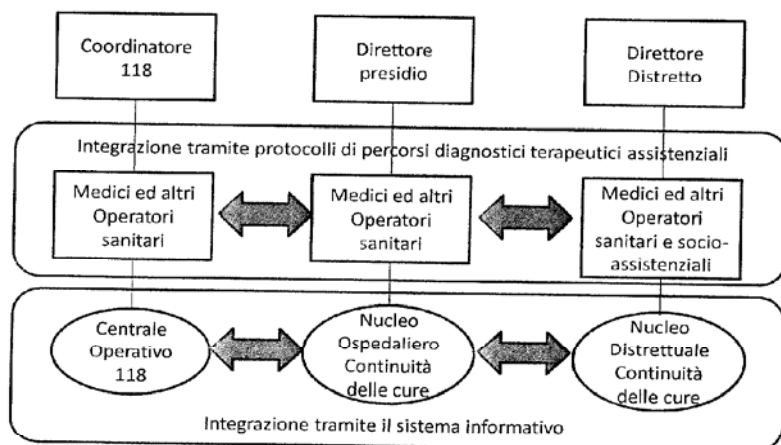 Coordinatore
118
Direttore
presidio
Direttore
Distretto
Integrazione tramite protocolli di percorsi diagnostici terapeutici assistenziali
Medici ed altri
Operatori
sanitari
Medici ed altri
Operatori
sanitari
Medici ed altri
Operatori
sanitari e socio-
assistenziali
Centrale
Operativo
118
Nucleo
Ospedaliero
Continuità
delle cure
Nucleo
Distrettuale
Continuità
delle cure
Integrazione tramite il sistema informativo